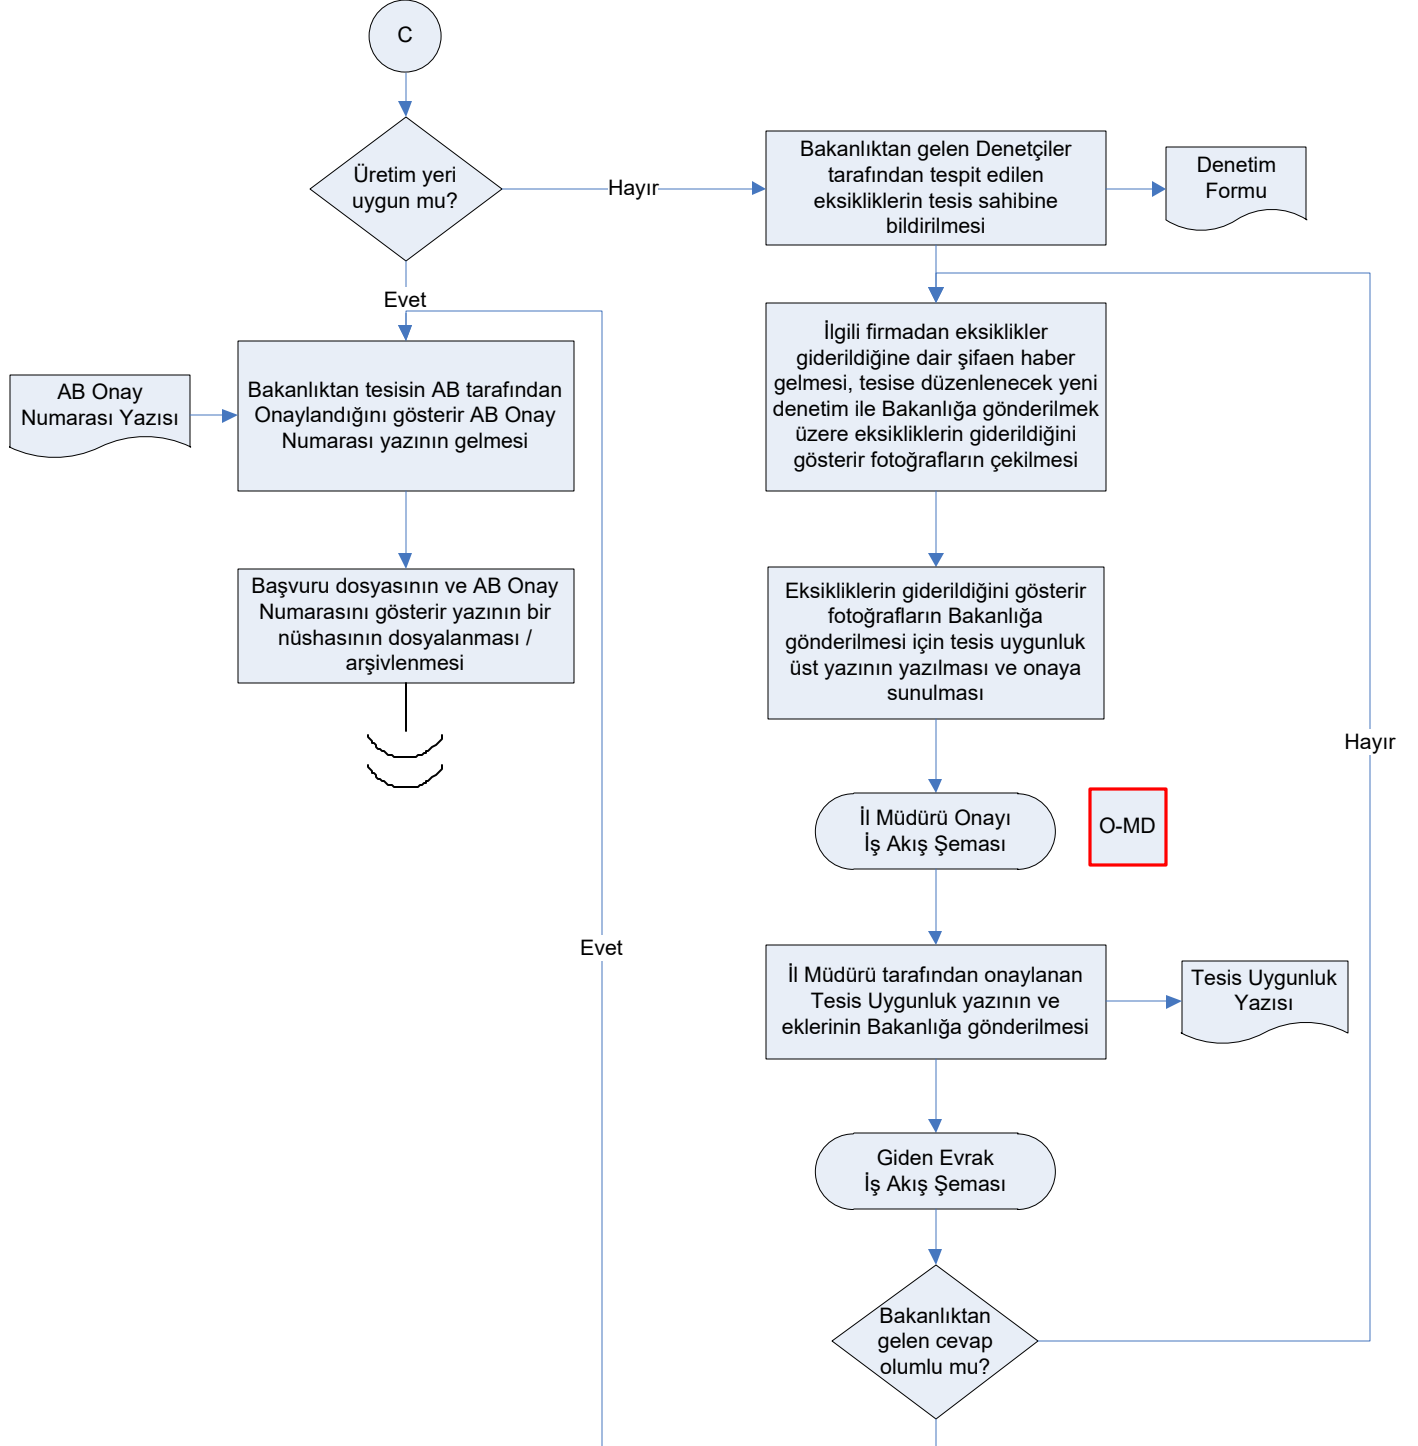 C
Üretim yeri
uygun mu?
Hayır
Bakanlıktan gelen Denetçiler
tarafından tespit edilen
eksikliklerin tesis sahibine
bildirilmesi
Denetim
Formu
Evet
AB Onay
Numarası Yazısı
Bakanlıktan tesisin AB tarafından
Onaylandığını gösterir AB Onay
Numarası yazının gelmesi
İlgili firmadan eksiklikler
giderildiğine dair şifaen haber
gelmesi, tesise düzenlenecek yeni
denetim ile Bakanlığa gönderilmek
üzere eksikliklerin giderildiğini
gösterir fotoğrafların çekilmesi
Başvuru dosyasının ve AB Onay
Numarasını gösterir yazının bir
nüshasının dosyalanması /
arşivlenmesi
Eksikliklerin giderildiğini gösterir
fotoğrafların Bakanlığa
gönderilmesi için tesis uygunluk
üst yazının yazılması ve onaya
sunulması
Hayır
İl Müdürü Onayı
İş Akış Şeması
O-MD
Evet
İl Müdürü tarafından onaylanan
Tesis Uygunluk yazının ve
eklerinin Bakanlığa gönderilmesi
Tesis Uygunluk
Yazısı
Giden Evrak
İş Akış Şeması
Bakanlıktan
gelen cevap
olumlu mu?